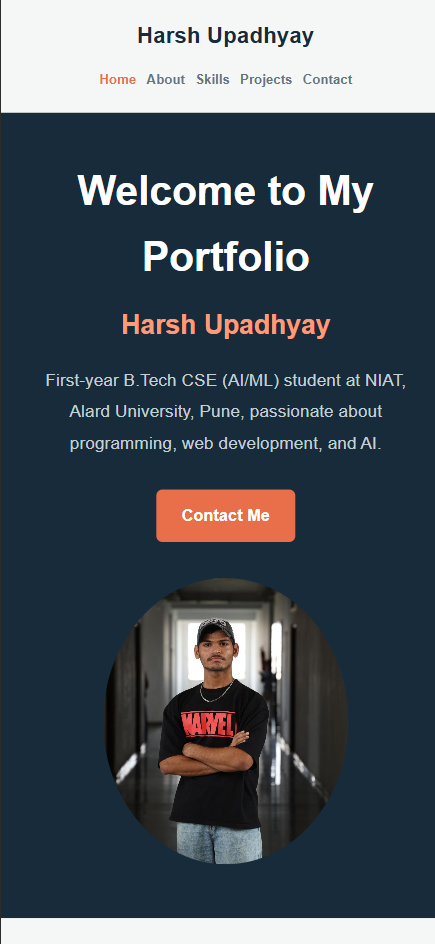 Harsh Upadhyay
Home About Skills Projects Contact
Welcome to My
Portfolio
Harsh Upadhyay
First-year B.Tech CSE (AI/ML) student at NIAT,
Alard University, Pune, passionate about
programming, web development, and AI.
Contact Me
MARVEL